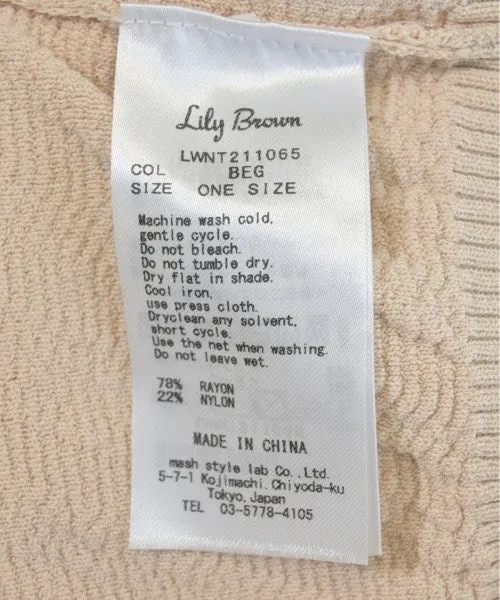 Lily Brown
LWNT211065
COL BEG
SIZE ONE SIZE
Machine wash cold,
gentle cycle.
Do not bleach.
Do not tumble dry.
Dry flat in shade.
Cool iron,
use press cloth.
Dryclean any solvent,
short cycle.
Use the net when washing.
Do not leave wet.
78% RAYON
22% NYLON
MADE IN CHINA
mash style lab Co.,Ltd.
5-7-1 Kojimachi,Chiyoda-ku
Tokyo,Japan
TEL 03-5778-4105